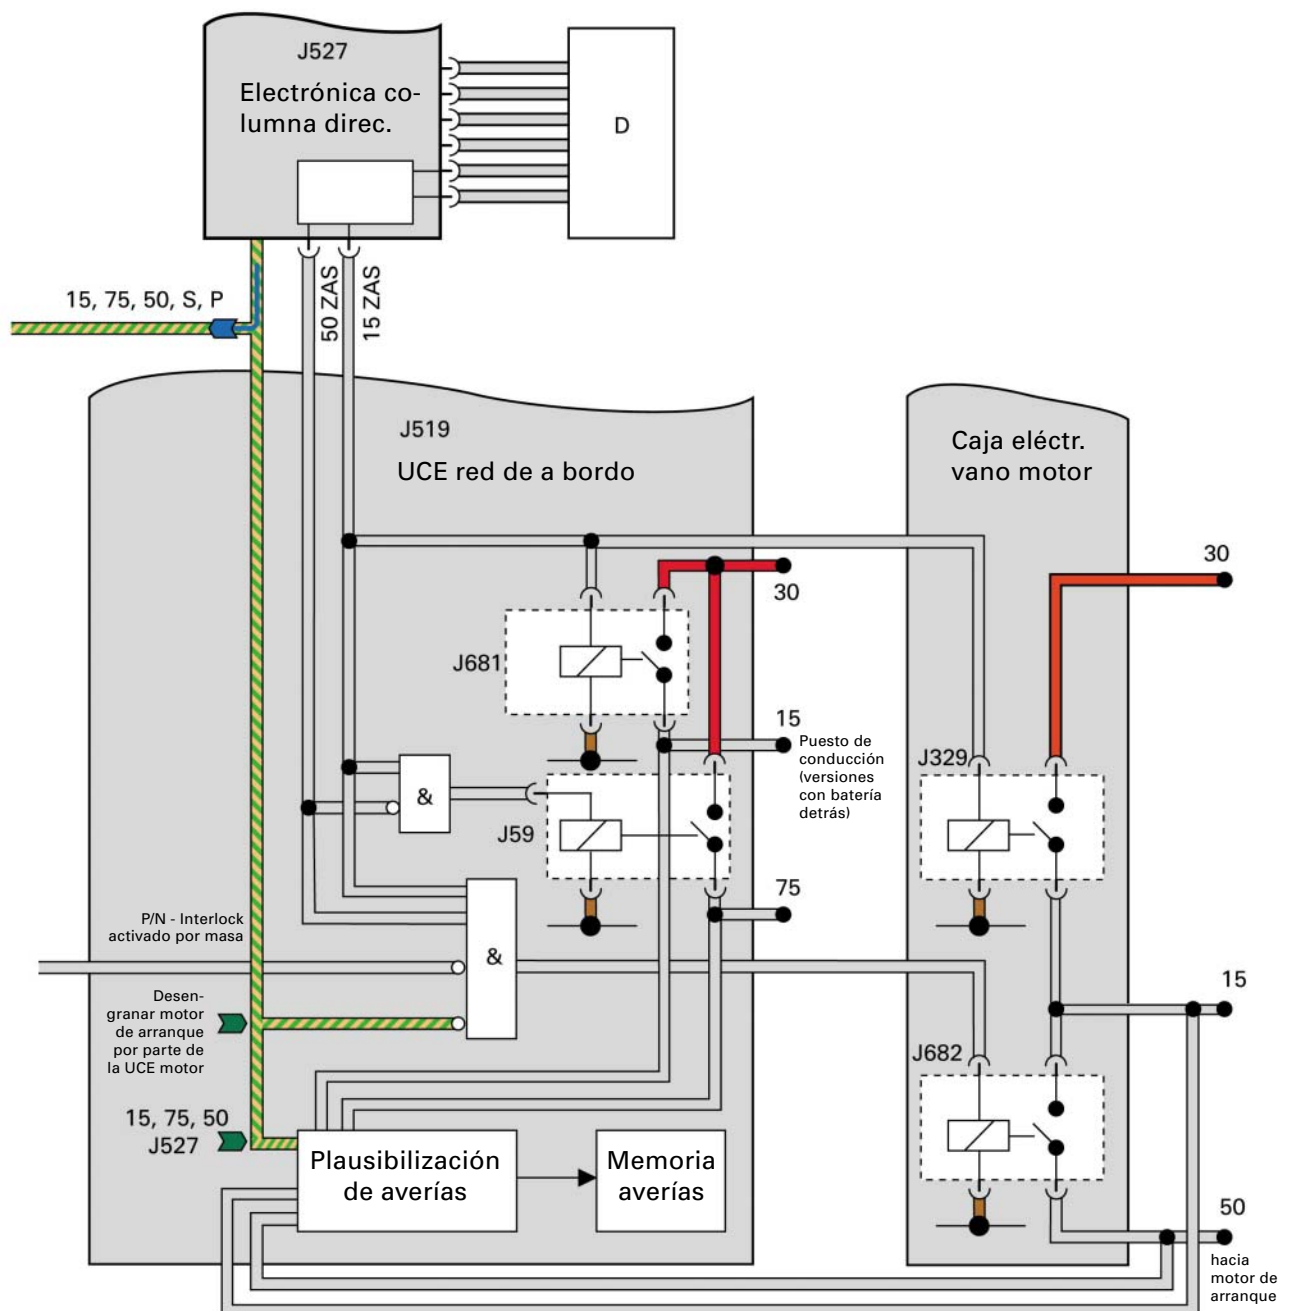 J527
Electrónica co-
lumna direc.
D
15, 75, 50, S, P
50 ZAS
15 ZAS
J519
UCE red de a bordo
Caja eléctr.
vano motor
30
30
J681
15
Puesto de
conducción
(versiones
con batería
detrás)
J329
&
J59
75
P/N - Interlock
activado por masa
&
Desen-
granar motor
de arranque
por parte de
la UCE motor
15
J682
15, 75, 50
J527
Plausibilización
de averías
Memoria
averías
50
hacia
motor de
arranque